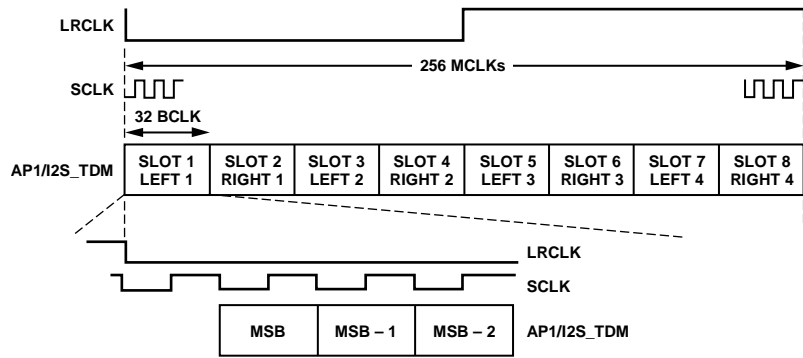 LRCLK
256 MCLKs
SCLK
32 BCLK
AP1/I2S_TDM
SLOT 1
LEFT 1
SLOT 2
RIGHT 1
SLOT 3
LEFT 2
SLOT 4
RIGHT 2
SLOT 5
LEFT 3
SLOT 6
RIGHT 3
SLOT 7
LEFT 4
SLOT 8
RIGHT 4
LRCLK
SCLK
MSB
MSB – 1
MSB – 2
AP1/I2S_TDM